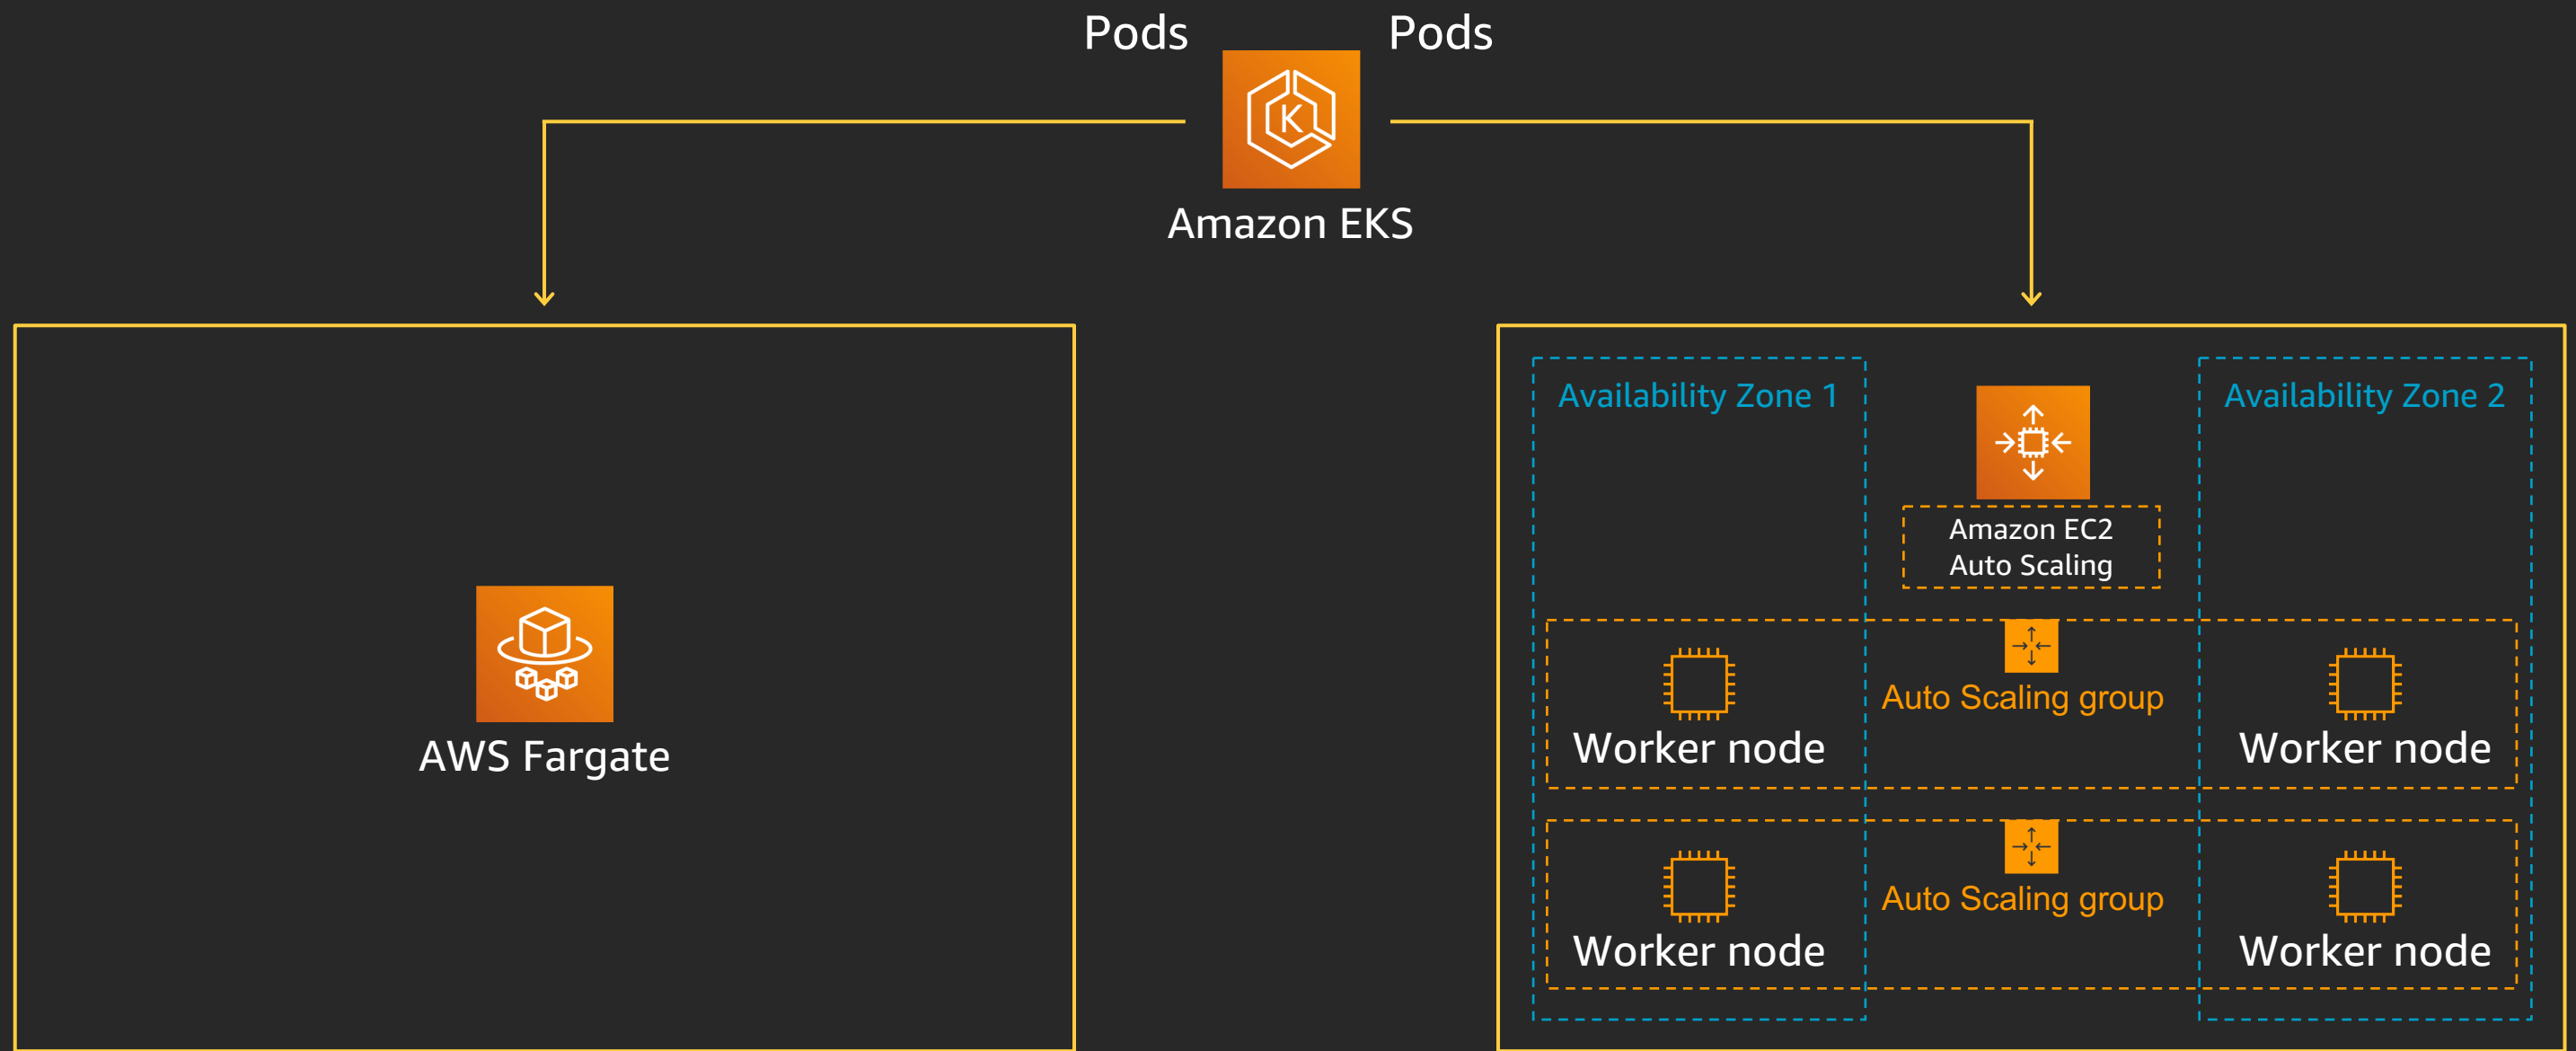 Pods
Pods
K
Amazon EKS
AWS Fargate
Availability Zone 1
Availability Zone 2
Amazon EC2
Auto Scaling
Auto Scaling group
Worker node
Worker node
Auto Scaling group
Worker node
Worker node